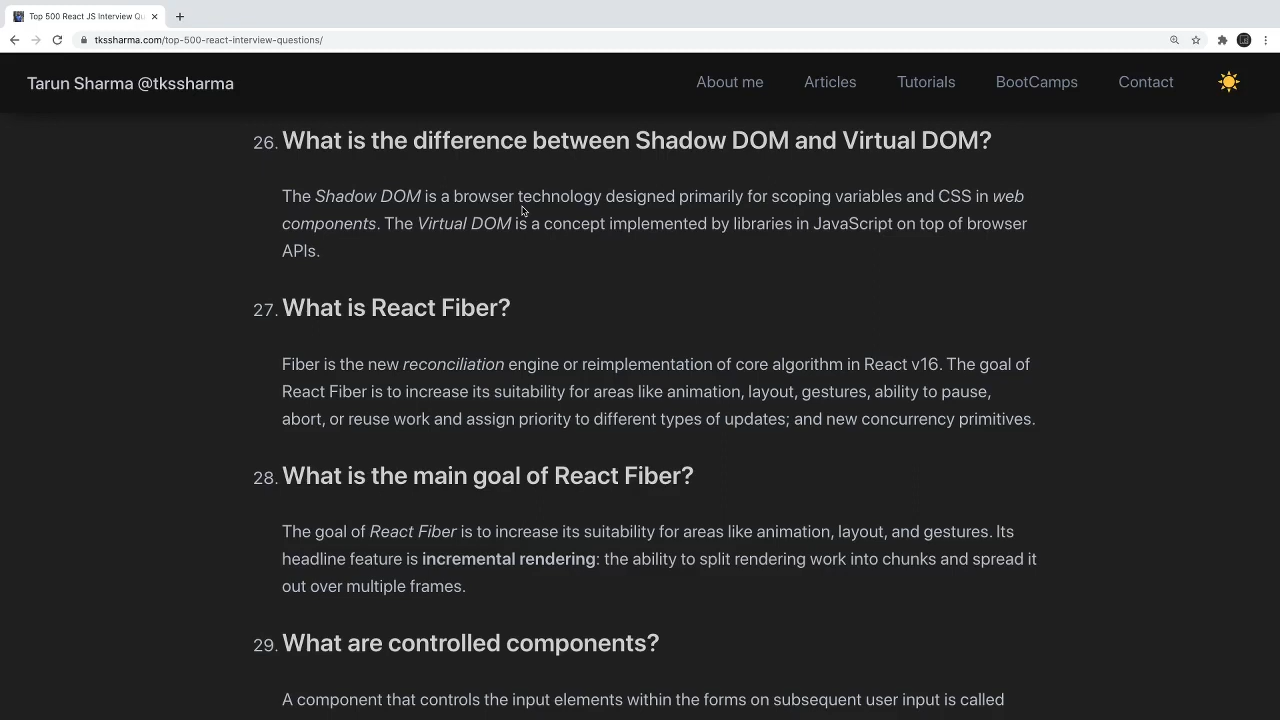 Top 500 React JS Interview Qu
tkssharma.com/top-500-react-interview-questions/
Tarun Sharma @tkssharma
About me
Articles
Tutorials
BootCamps
Contact
26. What is the difference between Shadow DOM and Virtual DOM?
The Shadow DOM is a browser technology designed primarily for scoping variables and CSS in web
components. The Virtual DOM is a concept implemented by libraries in JavaScript on top of browser
APIs.
27. What is React Fiber?
Fiber is the new reconciliation engine or reimplementation of core algorithm in React v16. The goal of
React Fiber is to increase its suitability for areas like animation, layout, gestures, ability to pause,
abort, or reuse work and assign priority to different types of updates; and new concurrency primitives.
28. What is the main goal of React Fiber?
The goal of React Fiber is to increase its suitability for areas like animation, layout, and gestures. Its
headline feature is incremental rendering: the ability to split rendering work into chunks and spread it
out over multiple frames.
29. What are controlled components?
A component that controls the input elements within the forms on subsequent user input is called